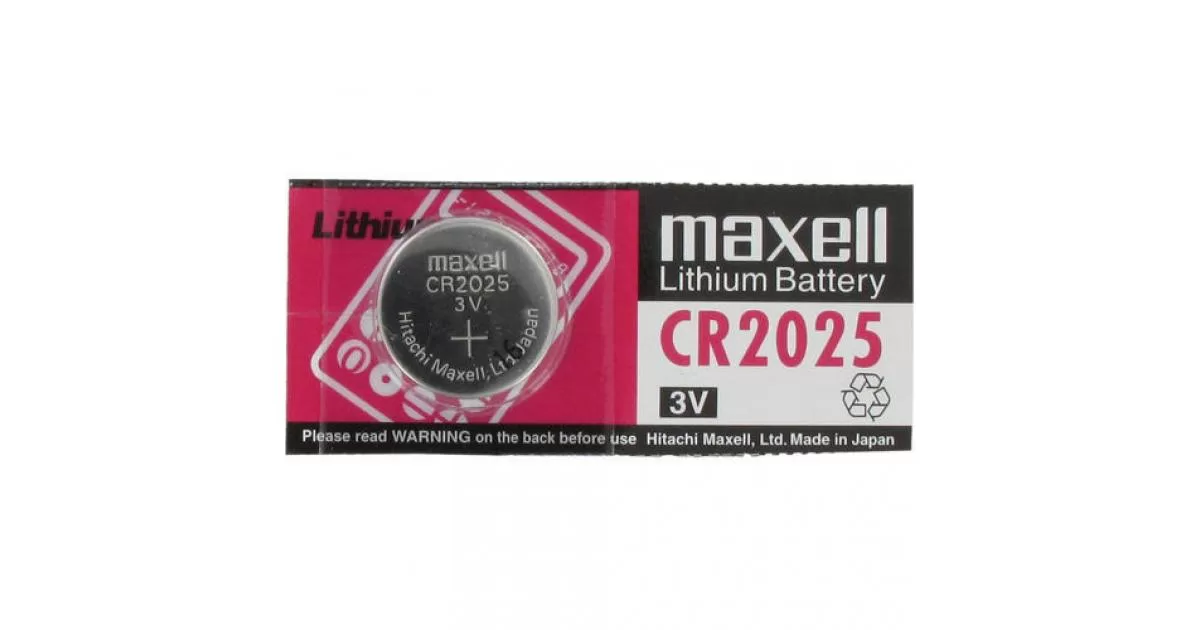 Lithiu
maxell
CR2025
3V
Hitachi Maxell, Ltd. Japan
16
maxell
Lithium Battery
CR2025
3V
Please read WARNING on the back before use
Hitachi Maxell, Ltd. Made in Japan